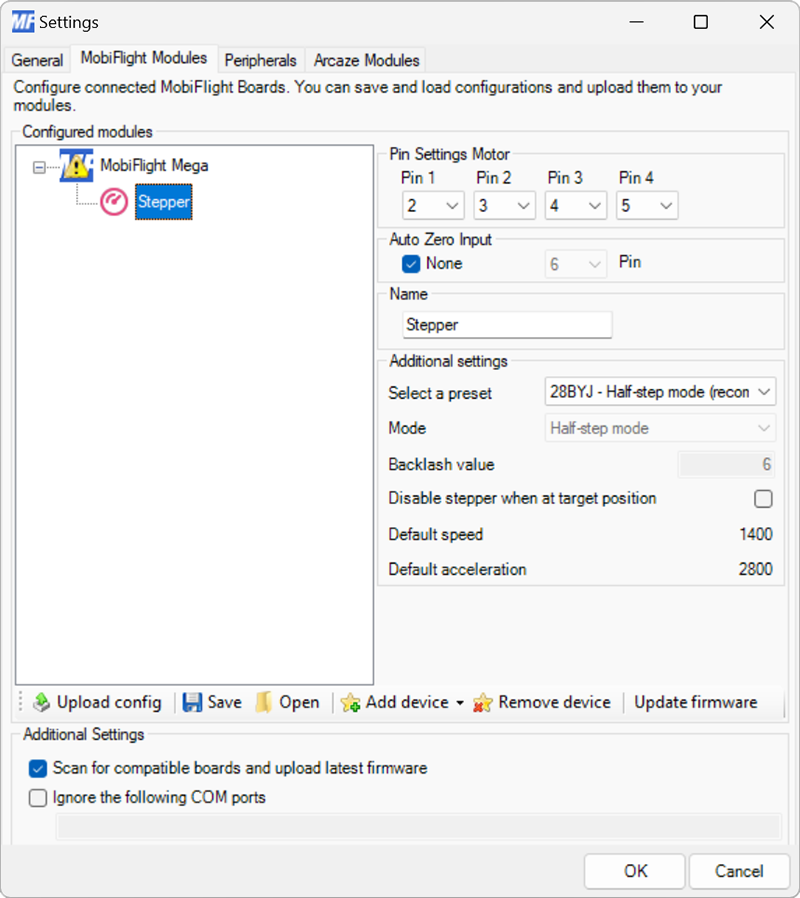 MF Settings
General MobiFlight Modules Peripherals Arcaze Modules
Configure connected MobiFlight Boards. You can save and load configurations and upload them to your
modules.
Configured modules
MobiFlight Mega
Stepper
Pin Settings Motor
Pin 1 Pin 2 Pin 3 Pin 4
2 3 4 5
Auto Zero Input
None 6 Pin
Name
Stepper
Additional settings
Select a preset 28BYJ - Half-step mode (recon
Mode Half-step mode
Backlash value 6
Disable stepper when at target position
Default speed 1400
Default acceleration 2800
Upload config Save Open Add device Remove device Update firmware
Additional Settings
Scan for compatible boards and upload latest firmware
Ignore the following COM ports
OK Cancel